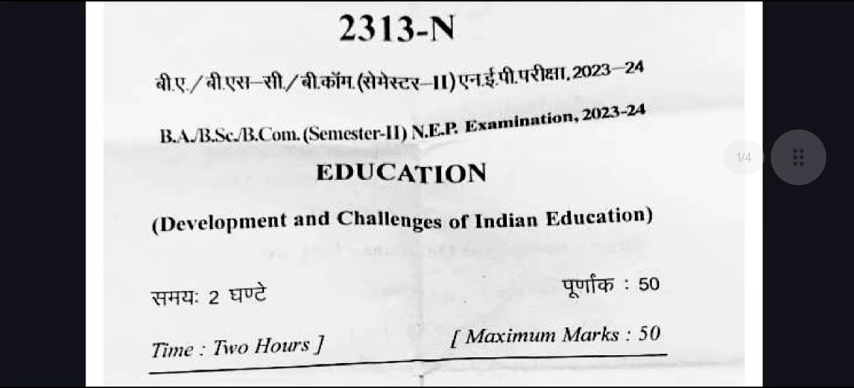 2313-N
बी.ए./बी.एस-सी./बी.कॉम.(सेमेस्टर-II)एन.ई.पी.परीक्षा,2023-24
B.A./B.Sc./B.Com. (Semester-II) N.E.P. Examination, 2023-24
EDUCATION
1/4
(Development and Challenges of Indian Education)
समय: 2 घण्टे पूर्णांक : 50
Time : Two Hours ] [ Maximum Marks : 50